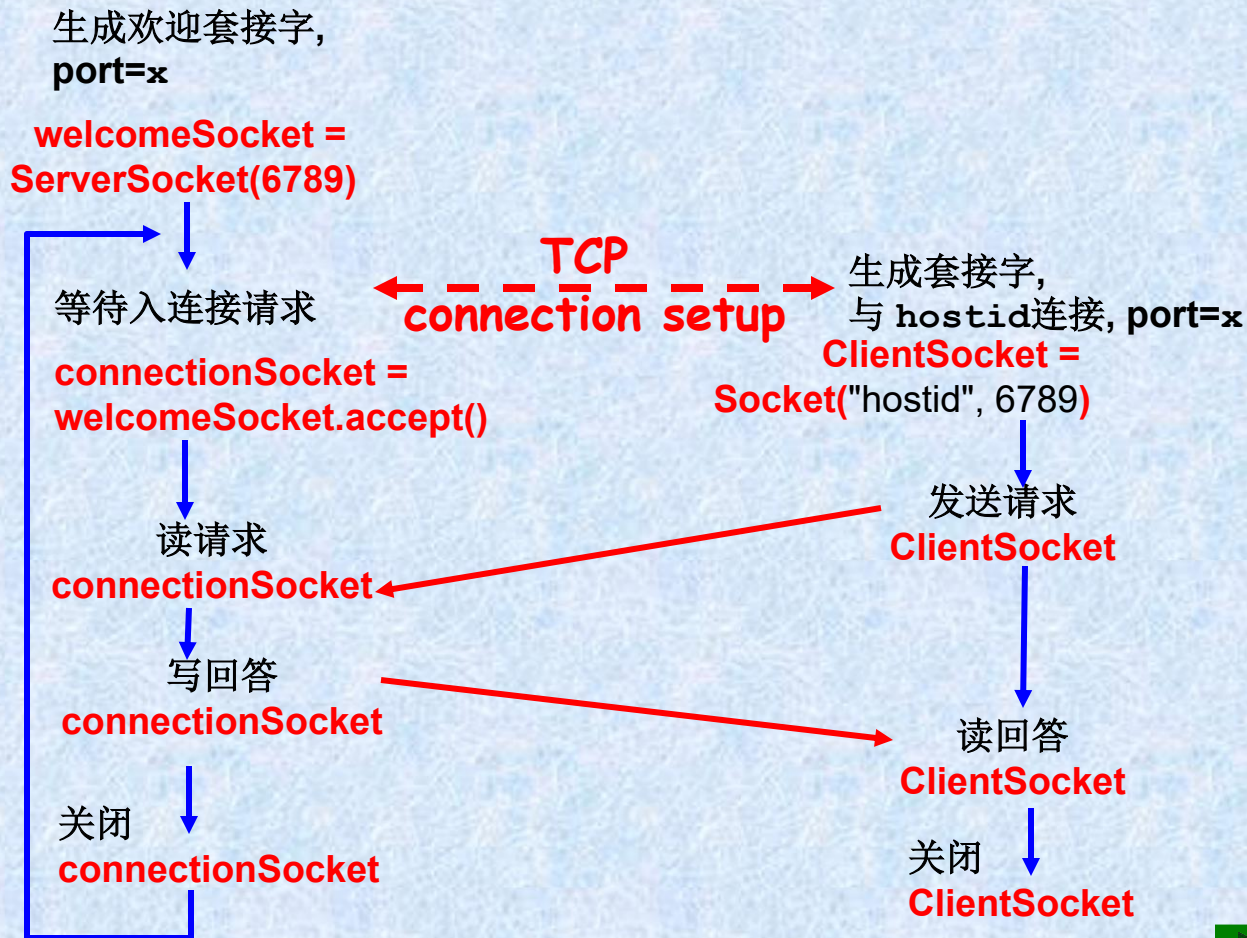 生成欢迎套接字,
port=x
welcomeSocket =
ServerSocket(6789)
等待入连接请求
connectionSocket =
welcomeSocket.accept()
读请求
connectionSocket
写回答
connectionSocket
关闭
connectionSocket
TCP
connection setup
生成套接字,
与 hostid连接, port=x
ClientSocket =
Socket("hostid", 6789)
发送请求
ClientSocket
读回答
ClientSocket
关闭
ClientSocket